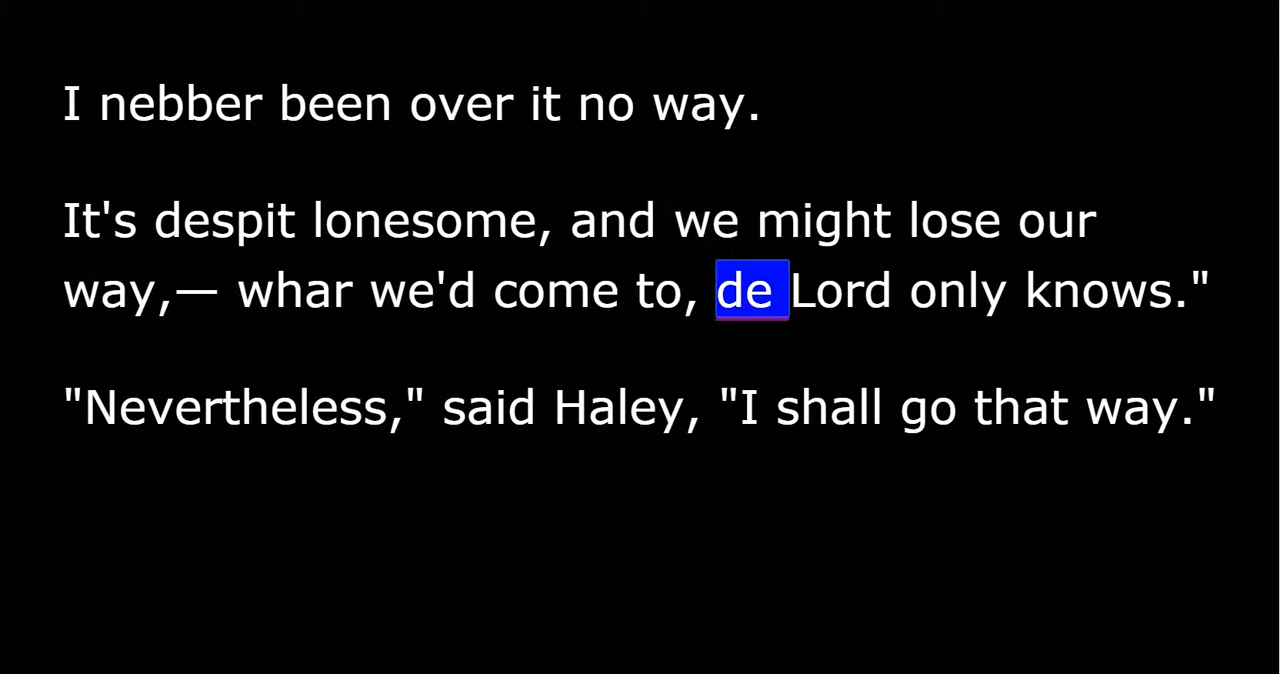 I nebber been over it no way.
It's despit lonesome, and we might lose our
way,— whar we'd come to, de Lord only knows."
"Nevertheless," said Haley, "I shall go that way."